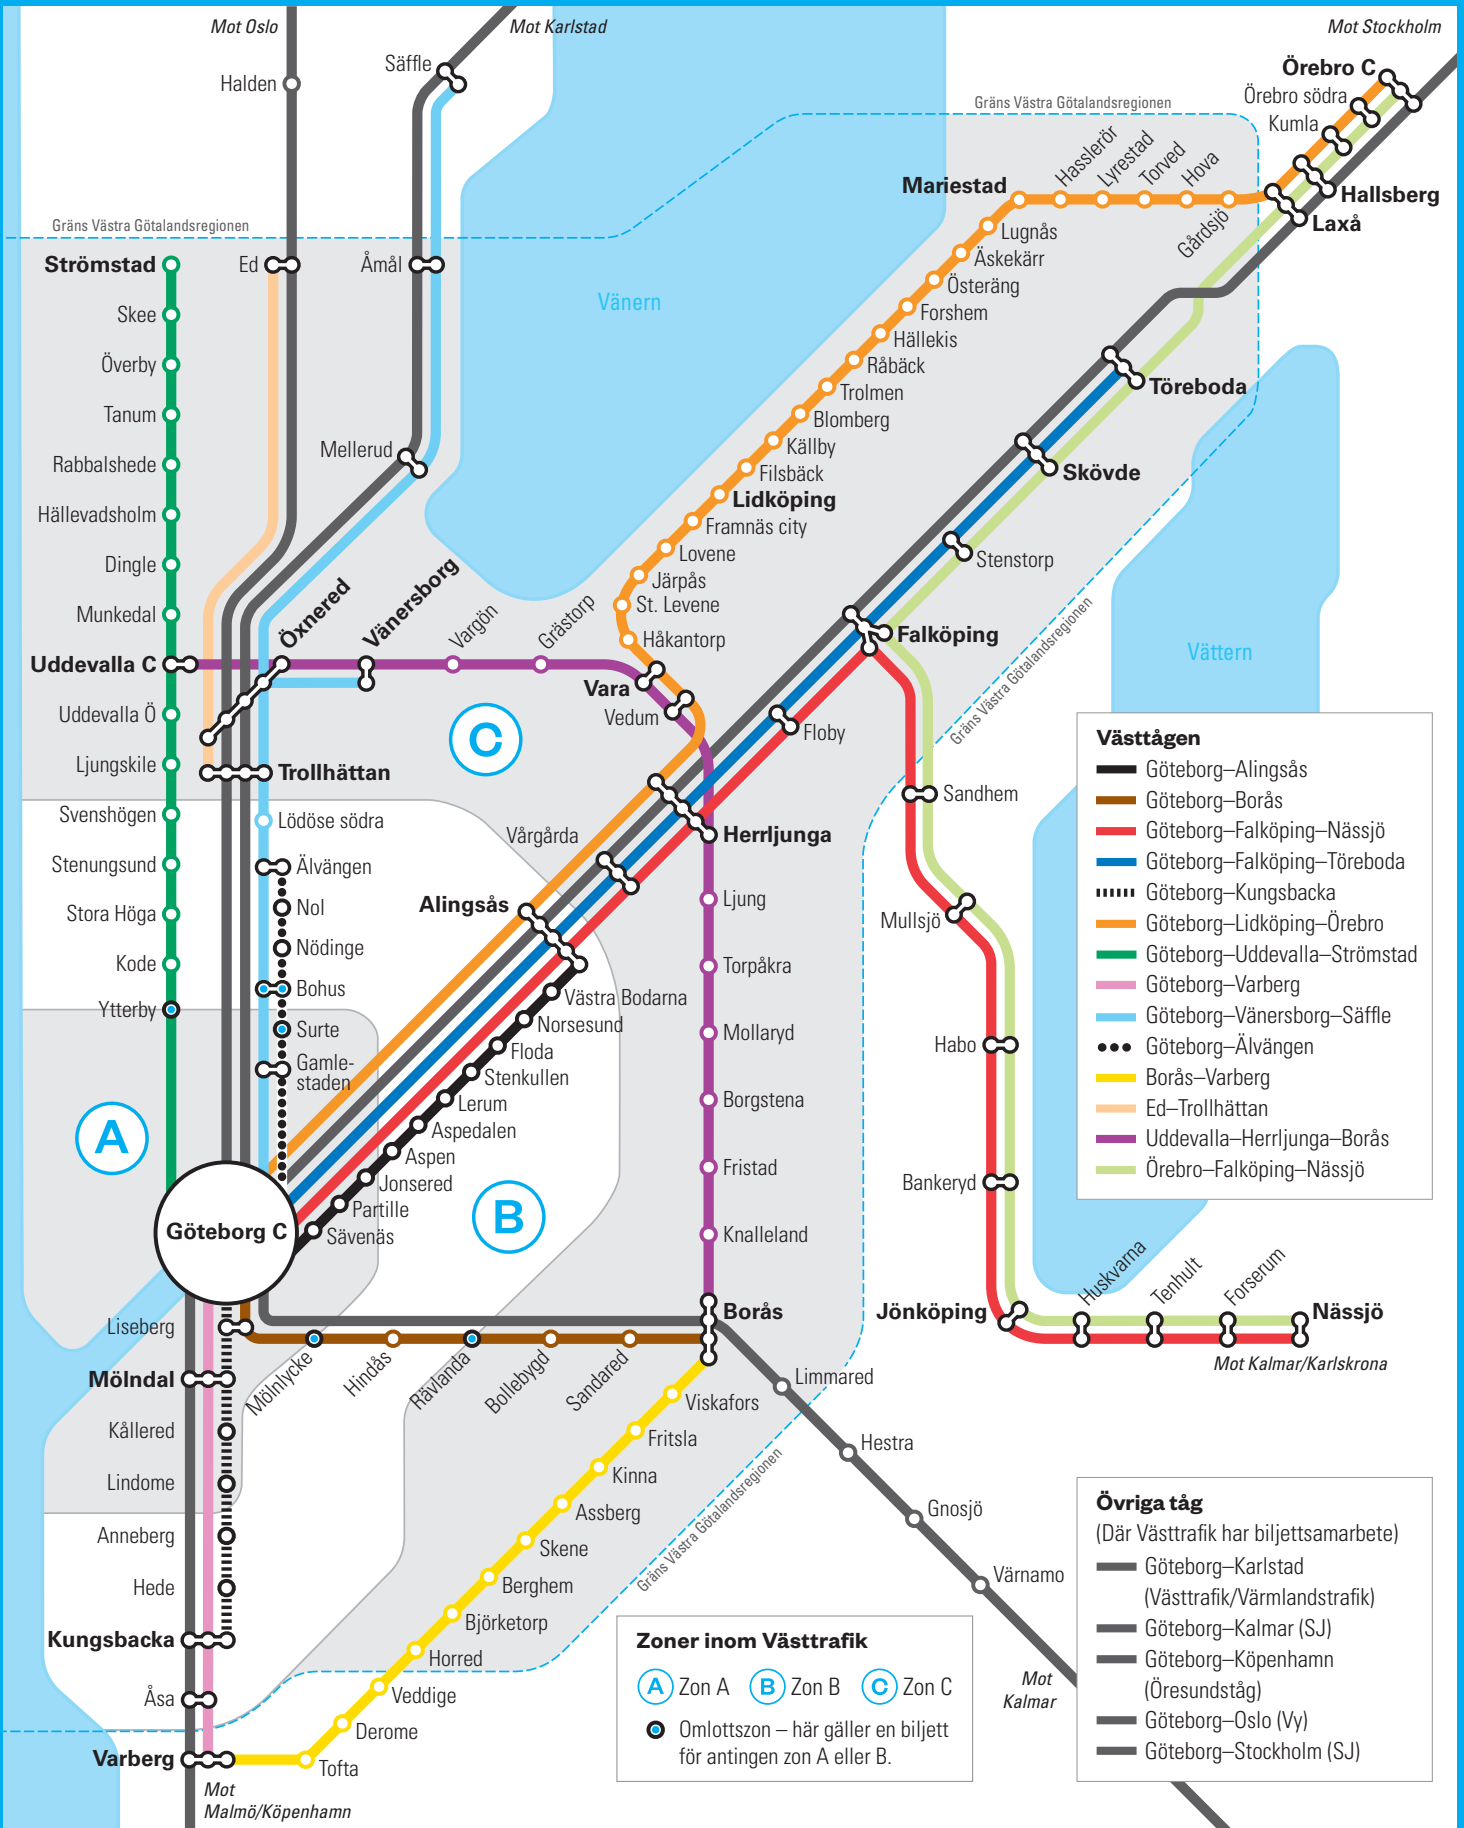 Mot Oslo
Mot Karlstad
Mot Stockholm
Säffle
Halden
Örebro C
Örebro södra
Kumla
Gräns Västra Götalandsregionen
Hallsberg
Laxå
Mariestad
Hasslerör
Lyrestad
Torved
Hova
Gårdsjö
Gräns Västra Götalandsregionen
Strömstad
Skee
Överby
Tanum
Rabbalshede
Hällevadsholm
Dingle
Munkedal
Uddevalla C
Uddevalla Ö
Ljungskile
Svenshögen
Stenungsund
Stora Höga
Kode
Ytterby
Ed
Åmål
Mellerud
Vänern
Lugnås
Äskekärr
Österäng
Forshem
Hällekis
Råbäck
Trolmen
Blomberg
Källby
Filsbäck
Lidköping
Framnäs city
Lovene
Järpås
St. Levene
Håkantorp
Vara
Vedum
Töreboda
Skövde
Stenstorp
Falköping
Floby
Gräns Västra Götalandsregionen
Vättern
Öxnered
Vänersborg
Vargön
Grästorp
C
Trollhättan
Lödöse södra
Älvängen
Nol
Nödinge
Bohus
Surte
Gamle-
staden
Vårgårda
Alingsås
Herrljunga
Västra Bodarna
Norsesund
Floda
Stenkullen
Lerum
Aspedalen
Aspen
Jonsered
Partille
Sävenäs
Ljung
Torpåkra
Mollaryd
Borgstena
Fristad
Knalleland
Borås
Sandhem
Mullsjö
Habo
Bankeryd
Jönköping
Huskvarna
Tenhult
Forserum
Nässjö
Mot Kalmar/Karlskrona
A
B
Göteborg C
Västtågen
Göteborg–Alingsås
Göteborg–Borås
Göteborg–Falköping–Nässjö
Göteborg–Falköping–Töreboda
Göteborg–Kungsbacka
Göteborg–Lidköping–Örebro
Göteborg–Uddevalla–Strömstad
Göteborg–Varberg
Göteborg–Vänersborg–Säffle
Göteborg–Älvängen
Borås–Varberg
Ed–Trollhättan
Uddevalla–Herrljunga–Borås
Örebro–Falköping–Nässjö
Liseberg
Mölndal
Kållered
Lindome
Anneberg
Hede
Kungsbacka
Åsa
Varberg
Mot
Malmö/Köpenhamn
Mölnlycke
Hindås
Rävlanda
Bollebygd
Sandared
Viskafors
Fritsla
Kinna
Assberg
Skene
Berghem
Björketorp
Horred
Veddige
Derome
Tofta
Gräns Västra Götalandsregionen
Limmared
Hestra
Gnosjö
Värnamo
Mot
Kalmar
Zoner inom Västtrafik
A Zon A B Zon B C Zon C
Omlottszon – här gäller en biljett
för antingen zon A eller B.
Övriga tåg
(Där Västtrafik har biljettsamarbete)
Göteborg–Karlstad
(Västtrafik/Värmlandstrafik)
Göteborg–Kalmar (SJ)
Göteborg–Köpenhamn
(Öresundståg)
Göteborg–Oslo (Vy)
Göteborg–Stockholm (SJ)